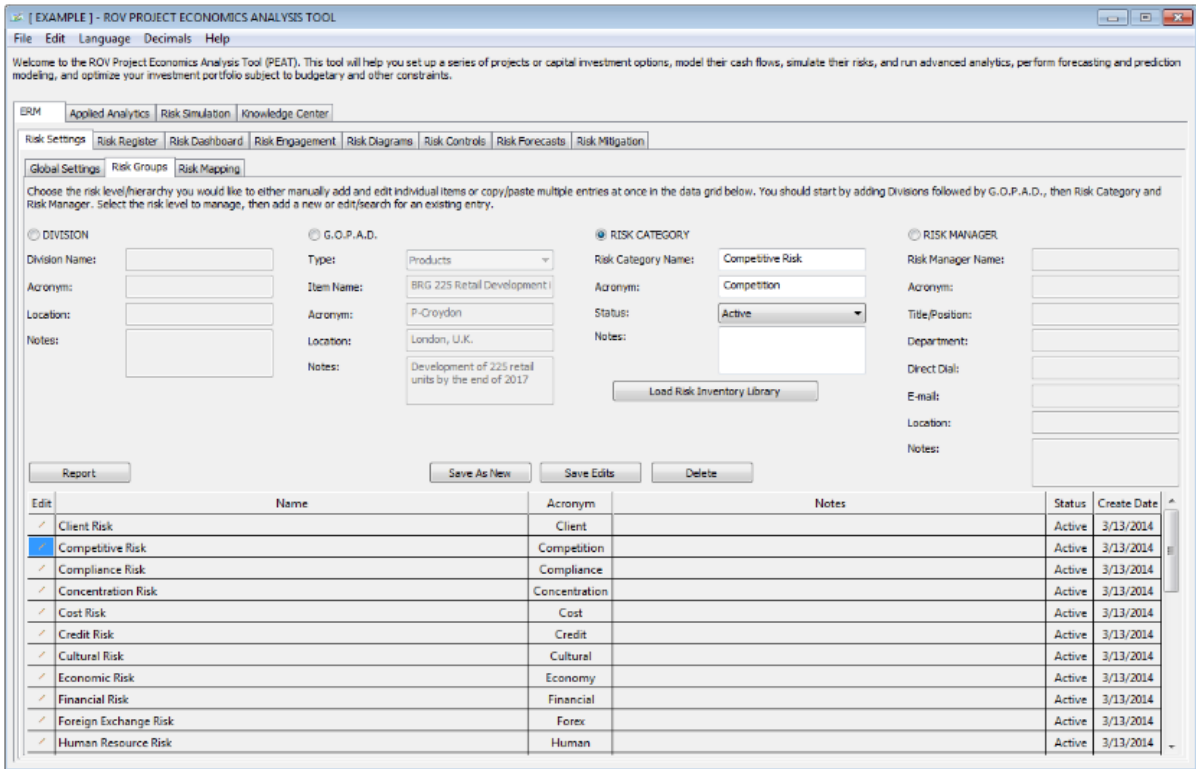 [ EXAMPLE ] - ROV PROJECT ECONOMICS ANALYSIS TOOL
File Edit Language Decimals Help
Welcome to the ROV Project Economics Analysis Tool (PEAT). This tool will help you set up a series of projects or capital investment options, model their cash flows, simulate their risks, and run advanced analytics, perform forecasting and prediction
modeling, and optimize your investment portfolio subject to budgetary and other constraints.
ERM Applied Analytics Risk Simulation Knowledge Center
Risk Settings Risk Register Risk Dashboard Risk Engagement Risk Diagrams Risk Controls Risk Forecasts Risk Mitigation
Global Settings Risk Groups Risk Mapping
Choose the risk level/hierarchy you would like to either manually add and edit individual items or copy/paste multiple entries at once in the data grid below. You should start by adding Divisions followed by G.O.P.A.D., then Risk Category and
Risk Manager. Select the risk level to manage, then add a new or edit/search for an existing entry.
DIVISION G.O.P.A.D. RISK CATEGORY RISK MANAGER
Division Name: Type: Products Risk Category Name: Competitive Risk Risk Manager Name:
Acronym: Item Name: BRG 225 Retail Development Acronym: Competition Acronym:
Location: Acronym: P-Croydon Status: Active Title/Position:
Notes: Location: London, U.K. Notes: Department:
Notes: Development of 225 retail Direct Dial:
units by the end of 2017
Load Risk Inventory Library E-mail:
Location:
Notes:
Report Save As New Save Edits Delete
Edit Name Acronym Notes Status Create Date
Client Risk Client Active 3/13/2014
Competitive Risk Competition Active 3/13/2014
Compliance Risk Compliance Active 3/13/2014
Concentration Risk Concentration Active 3/13/2014
Cost Risk Cost Active 3/13/2014
Credit Risk Credit Active 3/13/2014
Cultural Risk Cultural Active 3/13/2014
Economic Risk Economy Active 3/13/2014
Financial Risk Financial Active 3/13/2014
Foreign Exchange Risk Forex Active 3/13/2014
Human Resource Risk Human Active 3/13/2014